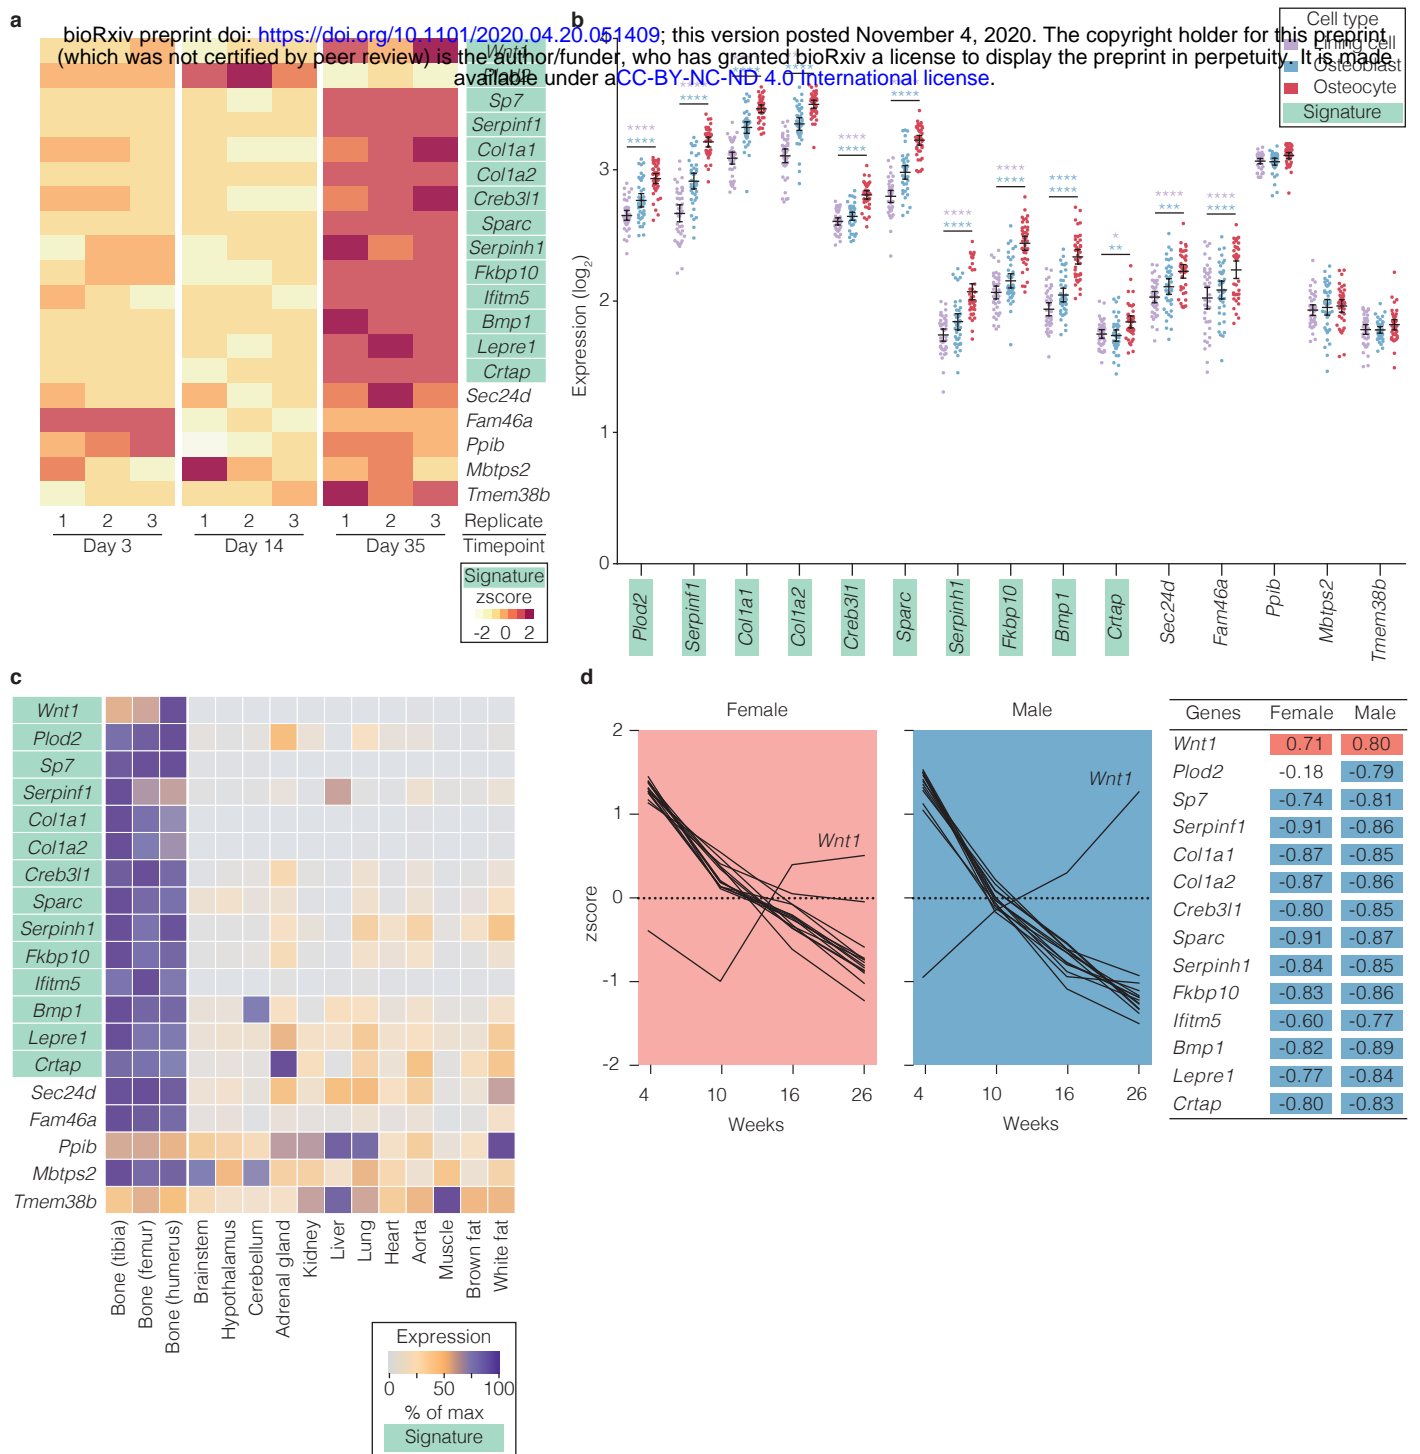 a
b
bioRxiv preprint doi: https://doi.org/10.1101/2020.04.20.051409; this version posted November 4, 2020. The copyright holder for this preprint
(which was not certified by peer review) is the author/funder, who has granted bioRxiv a license to display the preprint in perpetuity. It is made
available under aCC-BY-NC-ND 4.0 International license.
Wnt1
Plod2
Sp7
Serpinf1
Col1a1
Col1a2
Creb3l1
Sparc
Serpinh1
Fkbp10
Ifitm5
Bmp1
Lepre1
Crtap
Sec24d
Fam46a
Ppib
Mbtps2
Tmem38b
1 2 3 1 2 3 1 2 3 Replicate
Day 3 Day 14 Day 35 Timepoint
Signature
zscore
-2 0 2
Cell type
Lining cell
Osteoblast
Osteocyte
Signature
Expression (log2)
4
3
2
1
0
**** **** **** **** **** **** **** **** * **** ****
**** **** **** **** **** **** **** **** **** ** *** ****
Plod2 Serpinf1 Col1a1 Col1a2 Creb3l1 Sparc Serpinh1 Fkbp10 Bmp1 Crtap Sec24d Fam46a Ppib Mbtps2 Tmem38b
c
Wnt1
Plod2
Sp7
Serpinf1
Col1a1
Col1a2
Creb3l1
Sparc
Serpinh1
Fkbp10
Ifitm5
Bmp1
Lepre1
Crtap
Sec24d
Fam46a
Ppib
Mbtps2
Tmem38b
Bone (tibia) Bone (femur) Bone (humerus) Brainstem Hypothalamus Cerebellum Adrenal gland Kidney Liver Lung Heart Aorta Muscle Brown fat White fat
Expression
0 50 100
% of max
Signature
d
Female Male
zscore
2
1
0
-1
-2
Wnt1
Wnt1
4 10 16 26 4 10 16 26
Weeks Weeks
Genes Female Male
Wnt1 0.71 0.80
Plod2 -0.18 -0.79
Sp7 -0.74 -0.81
Serpinf1 -0.91 -0.86
Col1a1 -0.87 -0.85
Col1a2 -0.87 -0.86
Creb3l1 -0.80 -0.85
Sparc -0.91 -0.87
Serpinh1 -0.84 -0.85
Fkbp10 -0.83 -0.86
Ifitm5 -0.60 -0.77
Bmp1 -0.82 -0.89
Lepre1 -0.77 -0.84
Crtap -0.80 -0.83